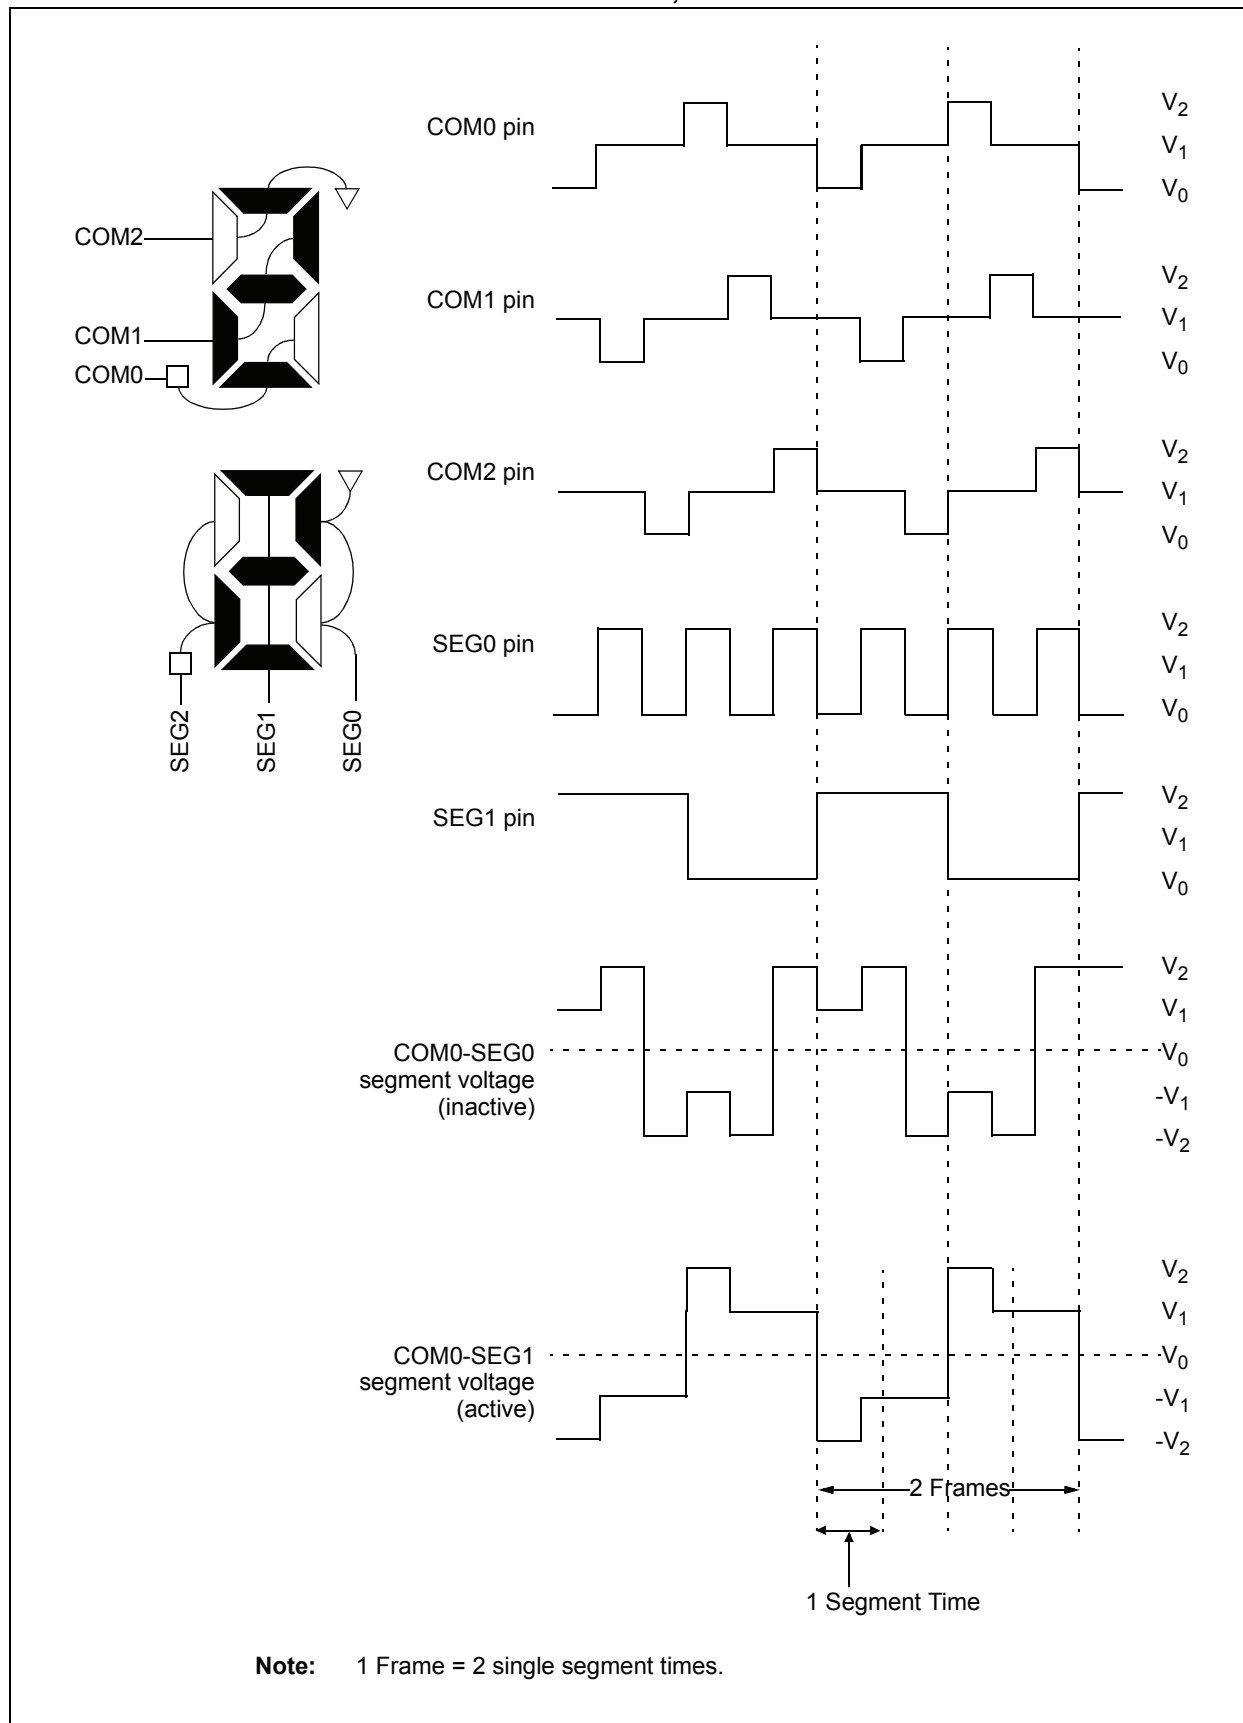 COM0 pin
V2
V1
V0
COM2
COM1
COM0
COM1 pin
V2
V1
V0
COM2 pin
V2
V1
V0
SEG2
SEG1
SEG0
SEG0 pin
V2
V1
V0
SEG1 pin
V2
V1
V0
COM0-SEG0
segment voltage
(inactive)
V2
V1
V0
-V1
-V2
COM0-SEG1
segment voltage
(active)
V2
V1
V0
-V1
-V2
2 Frames
1 Segment Time
Note: 1 Frame = 2 single segment times.